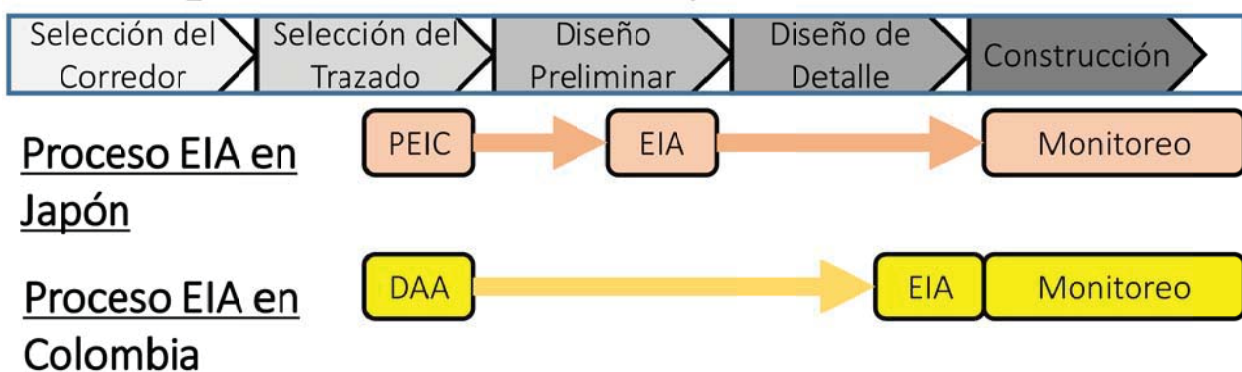 Selección del
Corredor
Selección del
Trazado
Diseño
Preliminar
Diseño de
Detalle
Construcción
Proceso EIA en
Japón
PEIC
EIA
Monitoreo
Proceso EIA en
Colombia
DAA
EIA
Monitoreo